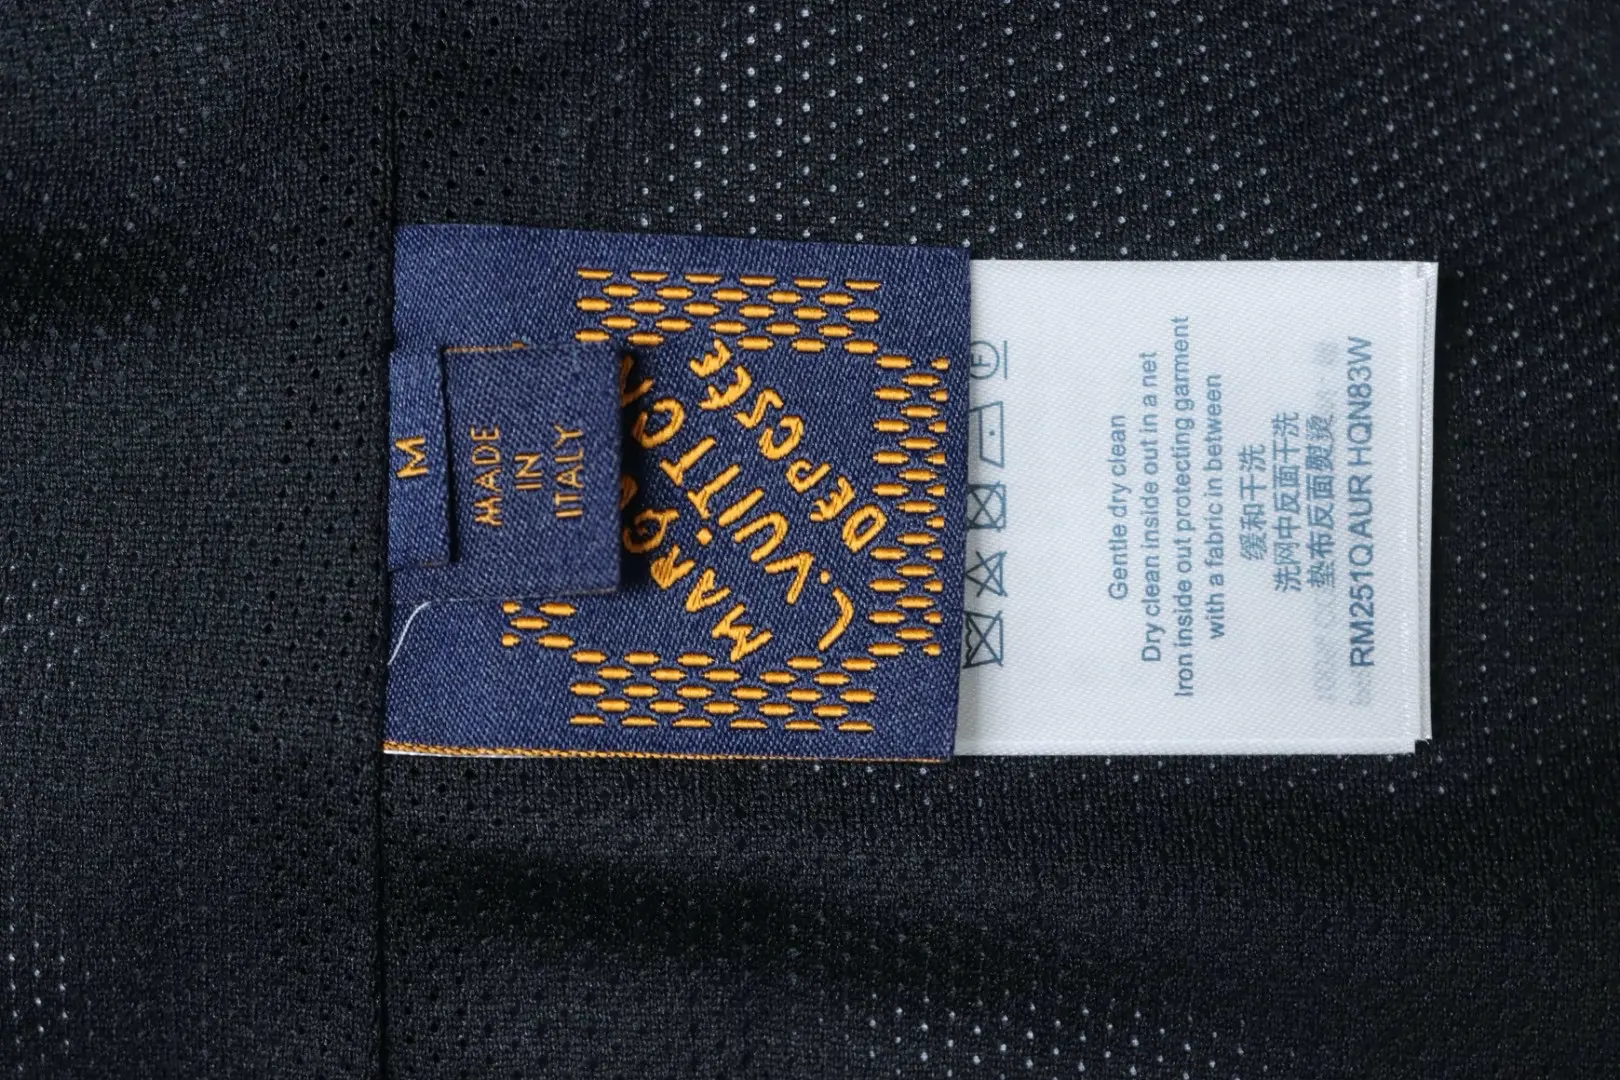 M
MADE
IN
ITALY
MARQUE
L.VUITTON
DEPOSEE
F
Gentle dry clean
Dry clean inside out in a net
Iron inside out protecting garment
with a fabric in between
缓和干洗
洗网中反面干洗
垫布反面熨烫
RM251Q AUR HQN83W